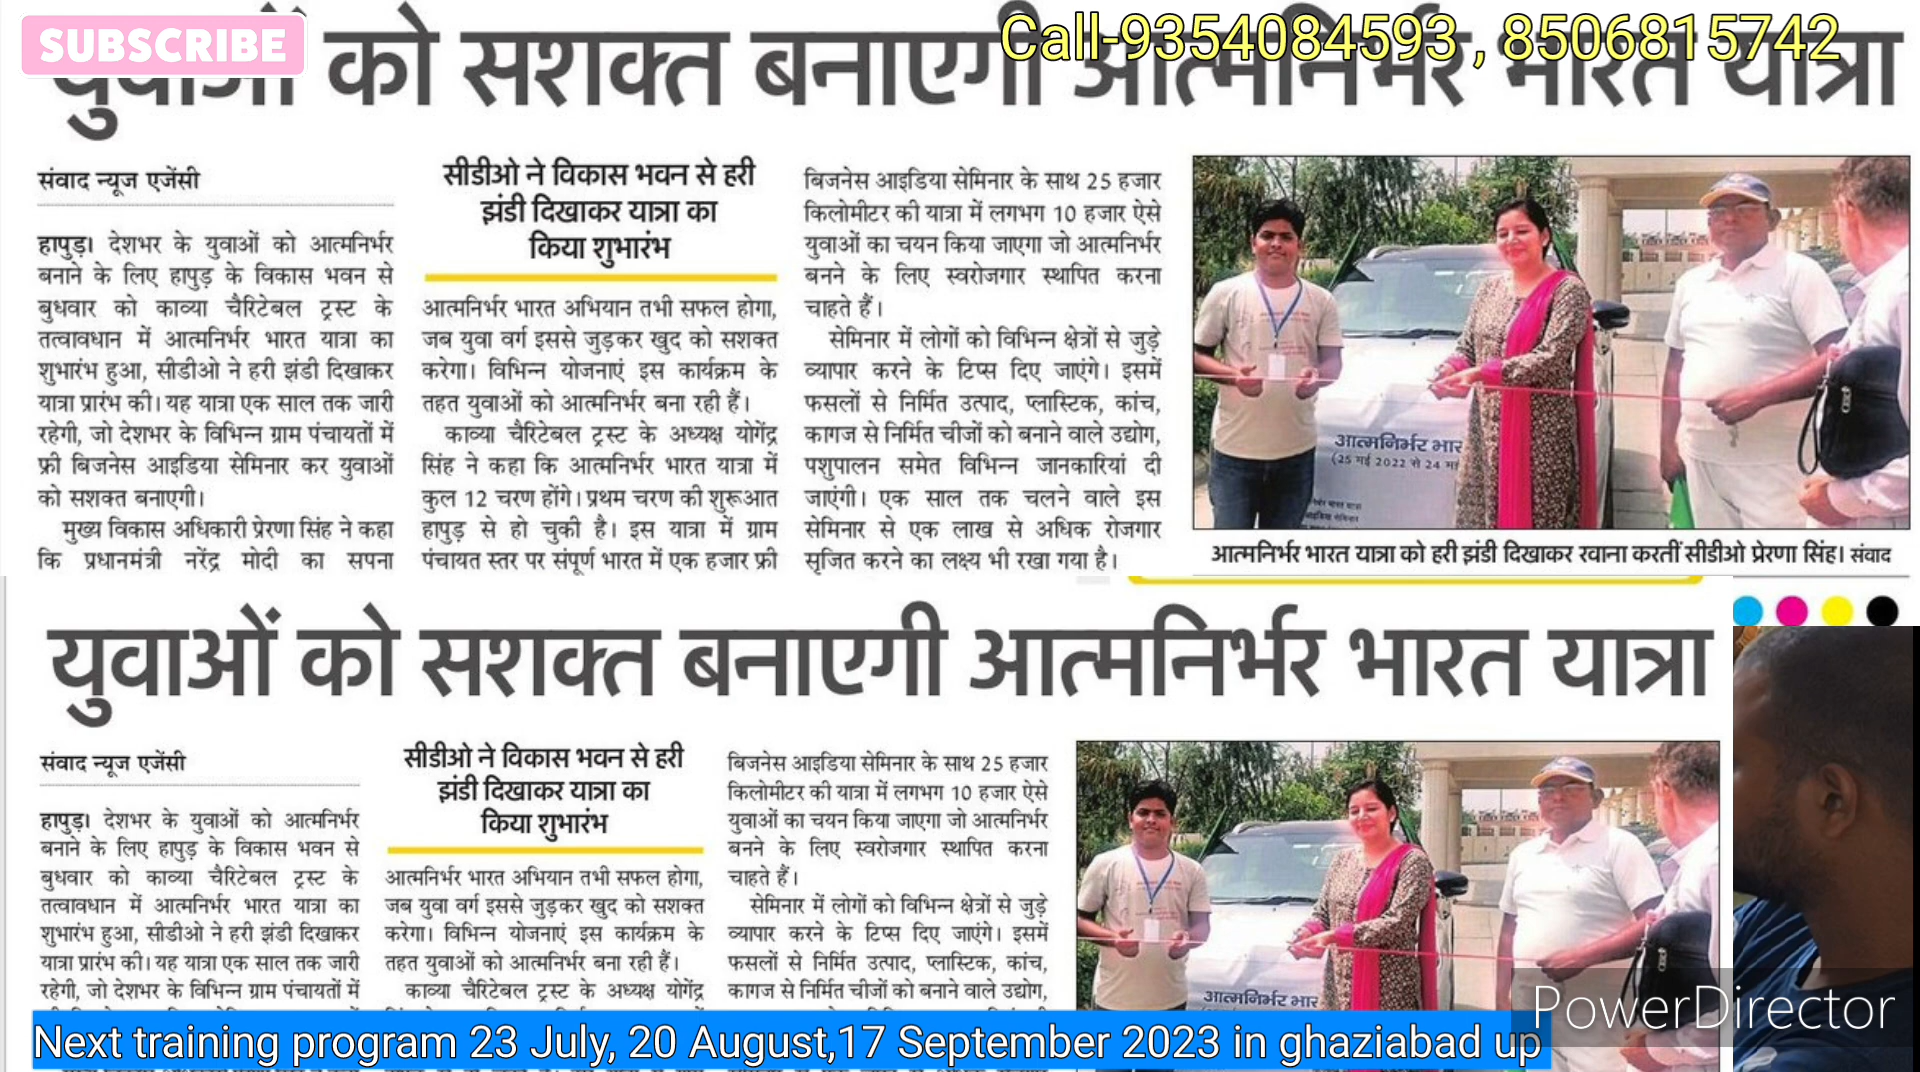 SUBSCRIBE
Call-9354084593 , 8506815742
युवाओं को सशक्त बनाएगी आत्मनिर्भर भारत यात्रा
संवाद न्यूज एजेंसी
हापुड़। देशभर के युवाओं को आत्मनिर्भर
बनाने के लिए हापुड़ के विकास भवन से
बुधवार को काव्या चैरिटेबल ट्रस्ट के
तत्वावधान में आत्मनिर्भर भारत यात्रा का
शुभारंभ हुआ, सीडीओ ने हरी झंडी दिखाकर
यात्रा प्रारंभ की। यह यात्रा एक साल तक जारी
रहेगी, जो देशभर के विभिन्न ग्राम पंचायतों में
फ्री बिजनेस आइडिया सेमिनार कर युवाओं
को सशक्त बनाएगी।
मुख्य विकास अधिकारी प्रेरणा सिंह ने कहा
कि प्रधानमंत्री नरेंद्र मोदी का सपना
सीडीओ ने विकास भवन से हरी
झंडी दिखाकर यात्रा का
किया शुभारंभ
आत्मनिर्भर भारत अभियान तभी सफल होगा,
जब युवा वर्ग इससे जुड़कर खुद को सशक्त
करेगा। विभिन्न योजनाएं इस कार्यक्रम के
तहत युवाओं को आत्मनिर्भर बना रही हैं।
काव्या चैरिटेबल ट्रस्ट के अध्यक्ष योगेंद्र
सिंह ने कहा कि आत्मनिर्भर भारत यात्रा में
कुल 12 चरण होंगे। प्रथम चरण की शुरूआत
हापुड़ से हो चुकी है। इस यात्रा में ग्राम
पंचायत स्तर पर संपूर्ण भारत में एक हजार फ्री
बिजनेस आइडिया सेमिनार के साथ 25 हजार
किलोमीटर की यात्रा में लगभग 10 हजार ऐसे
युवाओं का चयन किया जाएगा जो आत्मनिर्भर
बनने के लिए स्वरोजगार स्थापित करना
चाहते हैं।
सेमिनार में लोगों को विभिन्न क्षेत्रों से जुड़े
व्यापार करने के टिप्स दिए जाएंगे। इसमें
फसलों से निर्मित उत्पाद, प्लास्टिक, कांच,
कागज से निर्मित चीजों को बनाने वाले उद्योग,
पशुपालन समेत विभिन्न जानकारियां दी
जाएंगी। एक साल तक चलने वाले इस
सेमिनार से एक लाख से अधिक रोजगार
सृजित करने का लक्ष्य भी रखा गया है।
आत्मनिर्भर भार
(25 मई 2022 से 24 म
आत्मनिर्भर भारत यात्रा को हरी झंडी दिखाकर रवाना करतीं सीडीओ प्रेरणा सिंह। संवाद
युवाओं को सशक्त बनाएगी आत्मनिर्भर भारत यात्रा
संवाद न्यूज एजेंसी
हापुड़। देशभर के युवाओं को आत्मनिर्भर
बनाने के लिए हापुड़ के विकास भवन से
बुधवार को काव्या चैरिटेबल ट्रस्ट के
तत्वावधान में आत्मनिर्भर भारत यात्रा का
शुभारंभ हुआ, सीडीओ ने हरी झंडी दिखाकर
यात्रा प्रारंभ की। यह यात्रा एक साल तक जारी
रहेगी, जो देशभर के विभिन्न ग्राम पंचायतों में
सीडीओ ने विकास भवन से हरी
झंडी दिखाकर यात्रा का
किया शुभारंभ
आत्मनिर्भर भारत अभियान तभी सफल होगा,
जब युवा वर्ग इससे जुड़कर खुद को सशक्त
करेगा। विभिन्न योजनाएं इस कार्यक्रम के
तहत युवाओं को आत्मनिर्भर बना रही हैं।
काव्या चैरिटेबल ट्रस्ट के अध्यक्ष योगेंद्र
बिजनेस आइडिया सेमिनार के साथ 25 हजार
किलोमीटर की यात्रा में लगभग 10 हजार ऐसे
युवाओं का चयन किया जाएगा जो आत्मनिर्भर
बनने के लिए स्वरोजगार स्थापित करना
चाहते हैं।
सेमिनार में लोगों को विभिन्न क्षेत्रों से जुड़े
व्यापार करने के टिप्स दिए जाएंगे। इसमें
फसलों से निर्मित उत्पाद, प्लास्टिक, कांच,
कागज से निर्मित चीजों को बनाने वाले उद्योग,
आत्मनिर्भर भार
PowerDirector
Next training program 23 July, 20 August,17 September 2023 in ghaziabad up